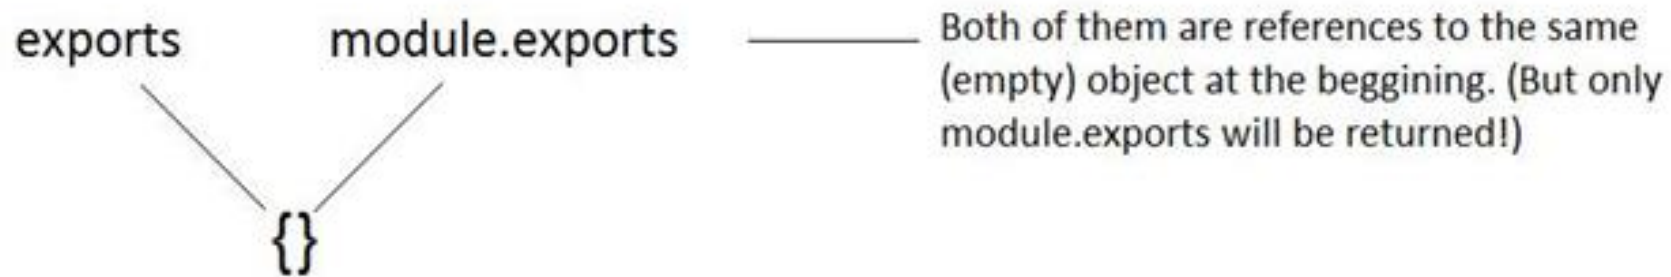 exports
module.exports
Both of them are references to the same
(empty) object at the beggining. (But only
module.exports will be returned!)
{}